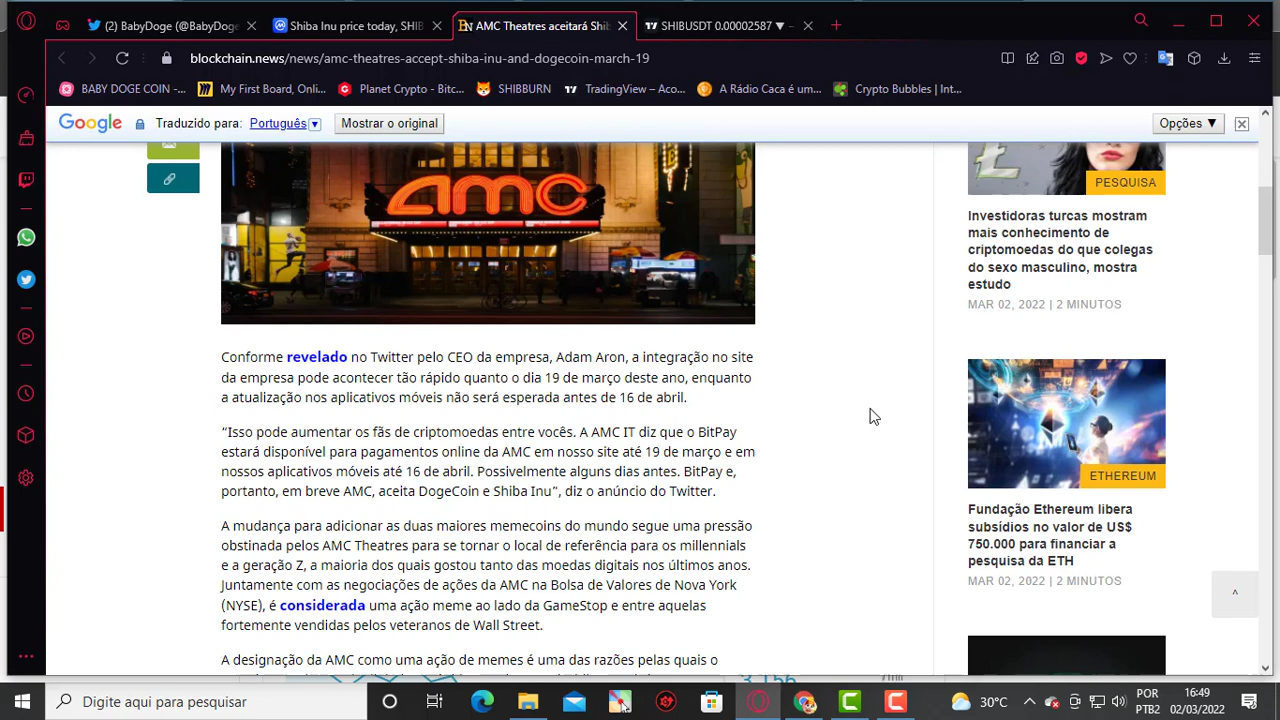 (2) BabyDoge (@BabyDoge
Shiba Inu price today, SHIB
AMC Theatres aceitará Shib
SHIBUSDT 0.00002587 ▼ –
blockchain.news/news/amc-theatres-accept-shiba-inu-and-dogecoin-march-19
BABY DOGE COIN -...
My First Board, Onli...
Planet Crypto - Bitc...
SHIBBURN
TradingView – Aco...
A Rádio Caca é um...
Crypto Bubbles | Int...
Google
Traduzido para: Português
Mostrar o original
Opções ▼
amc
PESQUISA
Investidoras turcas mostram
mais conhecimento de
criptomoedas do que colegas
do sexo masculino, mostra
estudo
MAR 02, 2022 | 2 MINUTOS
Conforme revelado no Twitter pelo CEO da empresa, Adam Aron, a integração no site
da empresa pode acontecer tão rápido quanto o dia 19 de março deste ano, enquanto
a atualização nos aplicativos móveis não será esperada antes de 16 de abril.
“Isso pode aumentar os fãs de criptomoedas entre vocês. A AMC IT diz que o BitPay
estará disponível para pagamentos online da AMC em nosso site até 19 de março e em
nossos aplicativos móveis até 16 de abril. Possivelmente alguns dias antes. BitPay e,
portanto, em breve AMC, aceita DogeCoin e Shiba Inu”, diz o anúncio do Twitter.
A mudança para adicionar as duas maiores memecoins do mundo segue uma pressão
obstinada pelos AMC Theatres para se tornar o local de referência para os millennials
e a geração Z, a maioria dos quais gostou tanto das moedas digitais nos últimos anos.
Juntamente com as negociações de ações da AMC na Bolsa de Valores de Nova York
(NYSE), é considerada uma ação meme ao lado da GameStop e entre aquelas
fortemente vendidas pelos veteranos de Wall Street.
A designação da AMC como uma ação de memes é uma das razões pelas quais o
ETHEREUM
Fundação Ethereum libera
subsídios no valor de US$
750.000 para financiar a
pesquisa da ETH
MAR 02, 2022 | 2 MINUTOS
Digite aqui para pesquisar
30°C
POR
PTB2
16:49
02/03/2022